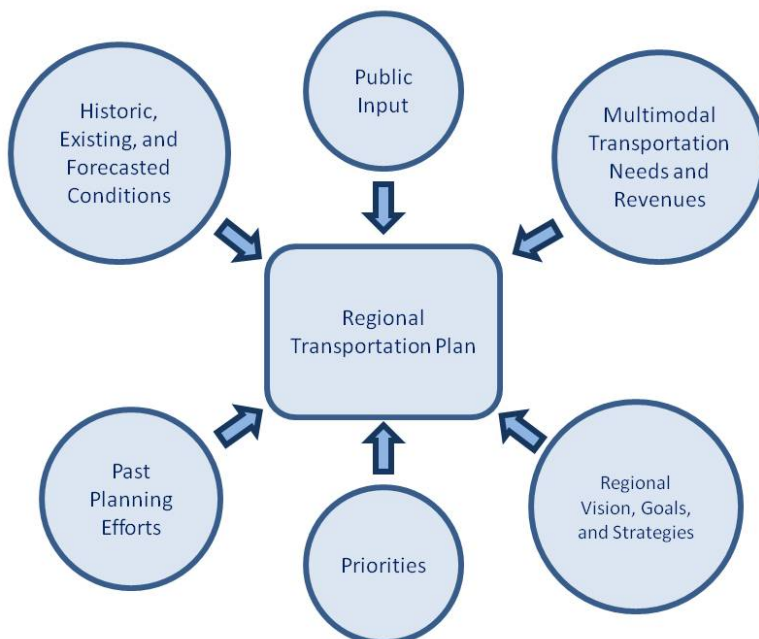 Historic,
Existing, and
Forecasted
Conditions
Public
Input
Multimodal
Transportation
Needs and
Revenues
Regional
Transportation Plan
Past
Planning
Efforts
Priorities
Regional
Vision, Goals,
and Strategies